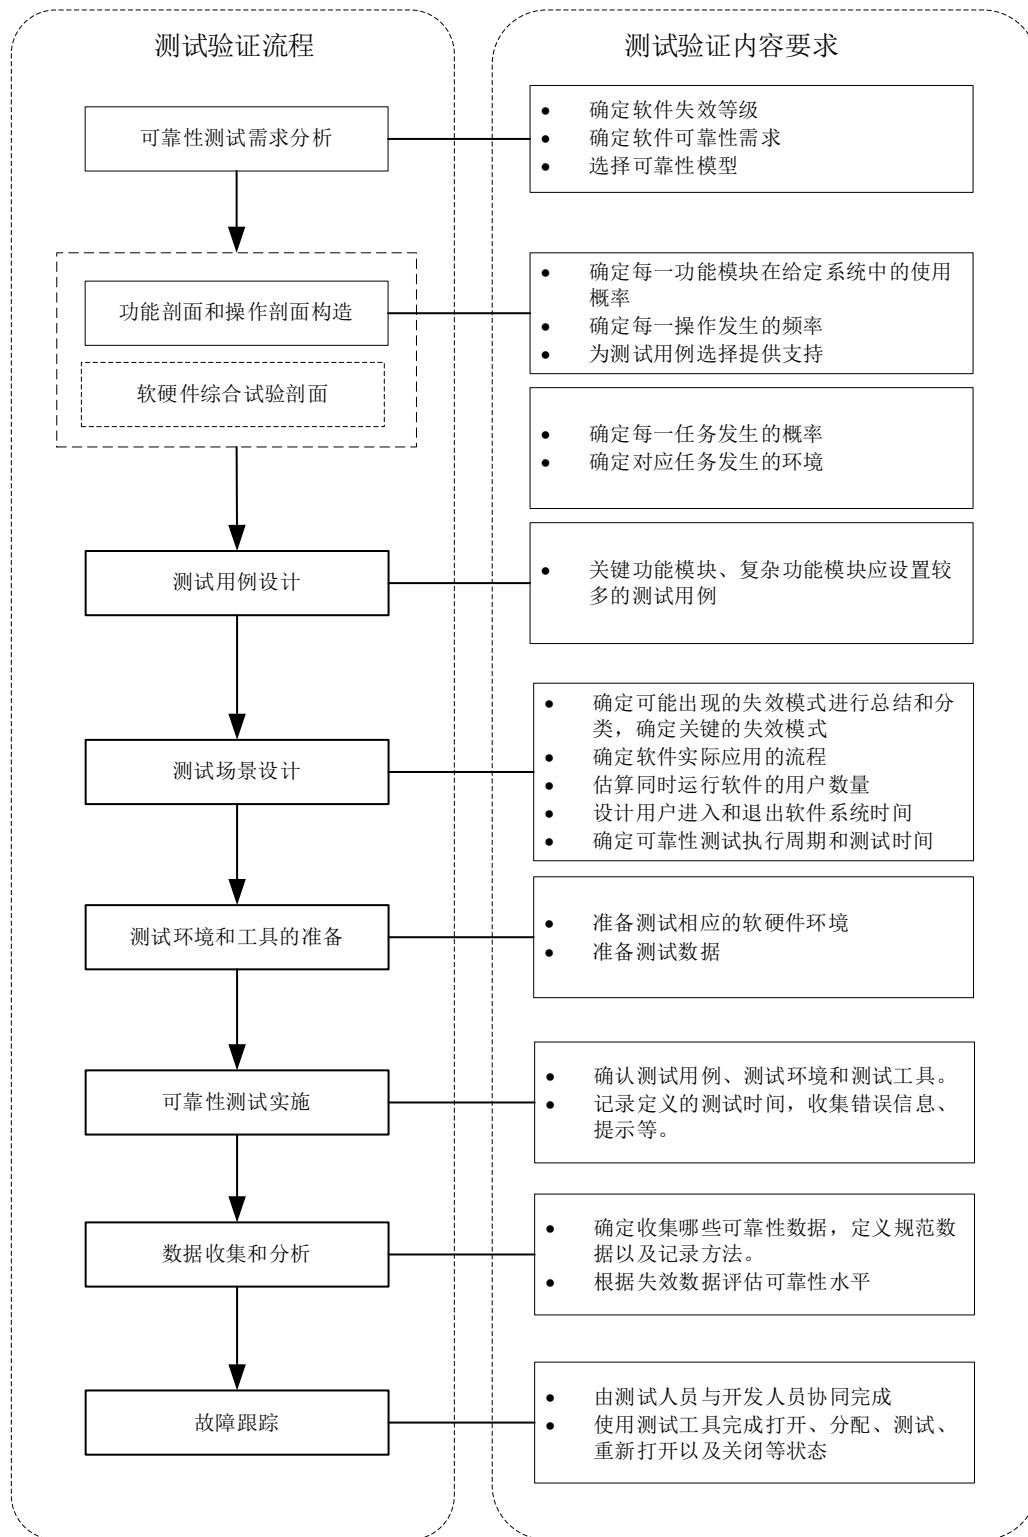 测试验证流程
测试验证内容要求
可靠性测试需求分析
● 确定软件失效等级
● 确定软件可靠性需求
● 选择可靠性模型
功能剖面和操作剖面构造
● 确定每一功能模块在给定系统中的使用
概率
● 确定每一操作发生的频率
● 为测试用例选择提供支持
软硬件综合试验剖面
● 确定每一任务发生的概率
● 确定对应任务发生的环境
测试用例设计
● 关键功能模块、复杂功能模块应设置较
多的测试用例
测试场景设计
● 确定可能出现的失效模式进行总结和分
类，确定关键的失效模式
● 确定软件实际应用的流程
● 估算同时运行软件的用户数量
● 设计用户进入和退出软件系统时间
● 确定可靠性测试执行周期和测试时间
测试环境和工具的准备
● 准备测试相应的软硬件环境
● 准备测试数据
可靠性测试实施
● 确认测试用例、测试环境和测试工具。
● 记录定义的测试时间，收集错误信息、
提示等。
数据收集和分析
● 确定收集哪些可靠性数据，定义规范数
据以及记录方法。
● 根据失效数据评估可靠性水平
故障跟踪
● 由测试人员与开发人员协同完成
● 使用测试工具完成打开、分配、测试、
重新打开以及关闭等状态